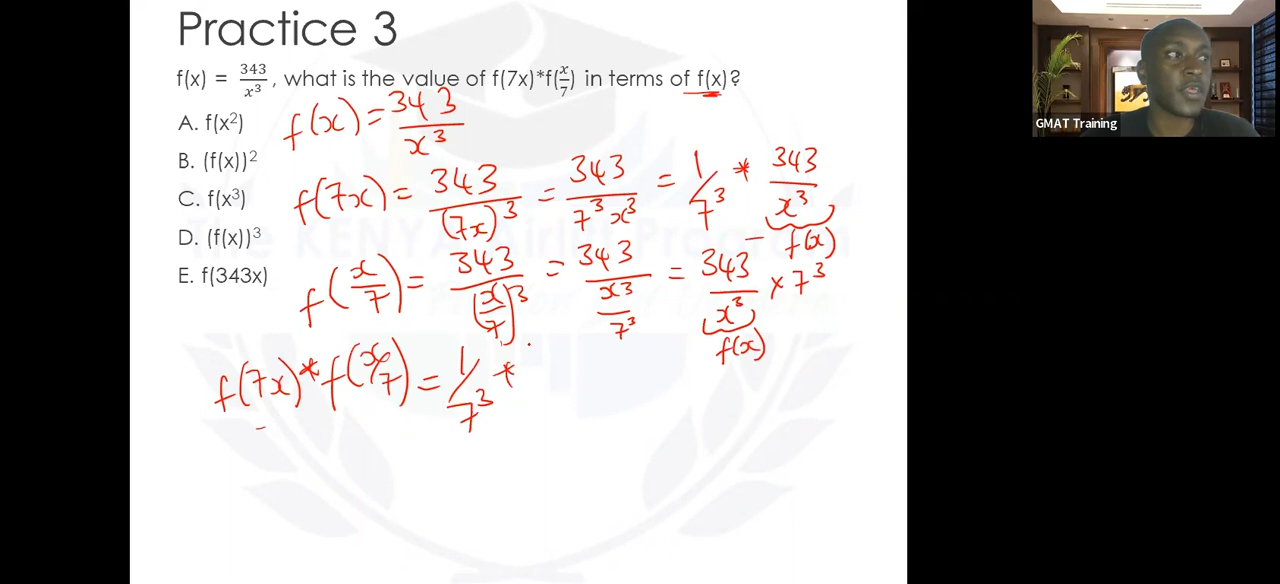 Practice 3
f(x) = 343/x³, what is the value of f(7x)*f(x/7) in terms of f(x)?
A. f(x²)
B. (f(x))²
C. f(x³)
D. (f(x))³
E. f(343x)
f(x) = 343/x³
f(7x) = 343/(7x)³ = 343/7³x³ = 1/7³ * 343/x³
f(x)
f(x/7) = 343/(x/7)³ = 343/(x³/7³) = 343/x³ × 7³
f(x)
f(7x)*f(x/7) = 1/7³ *
GMAT Training